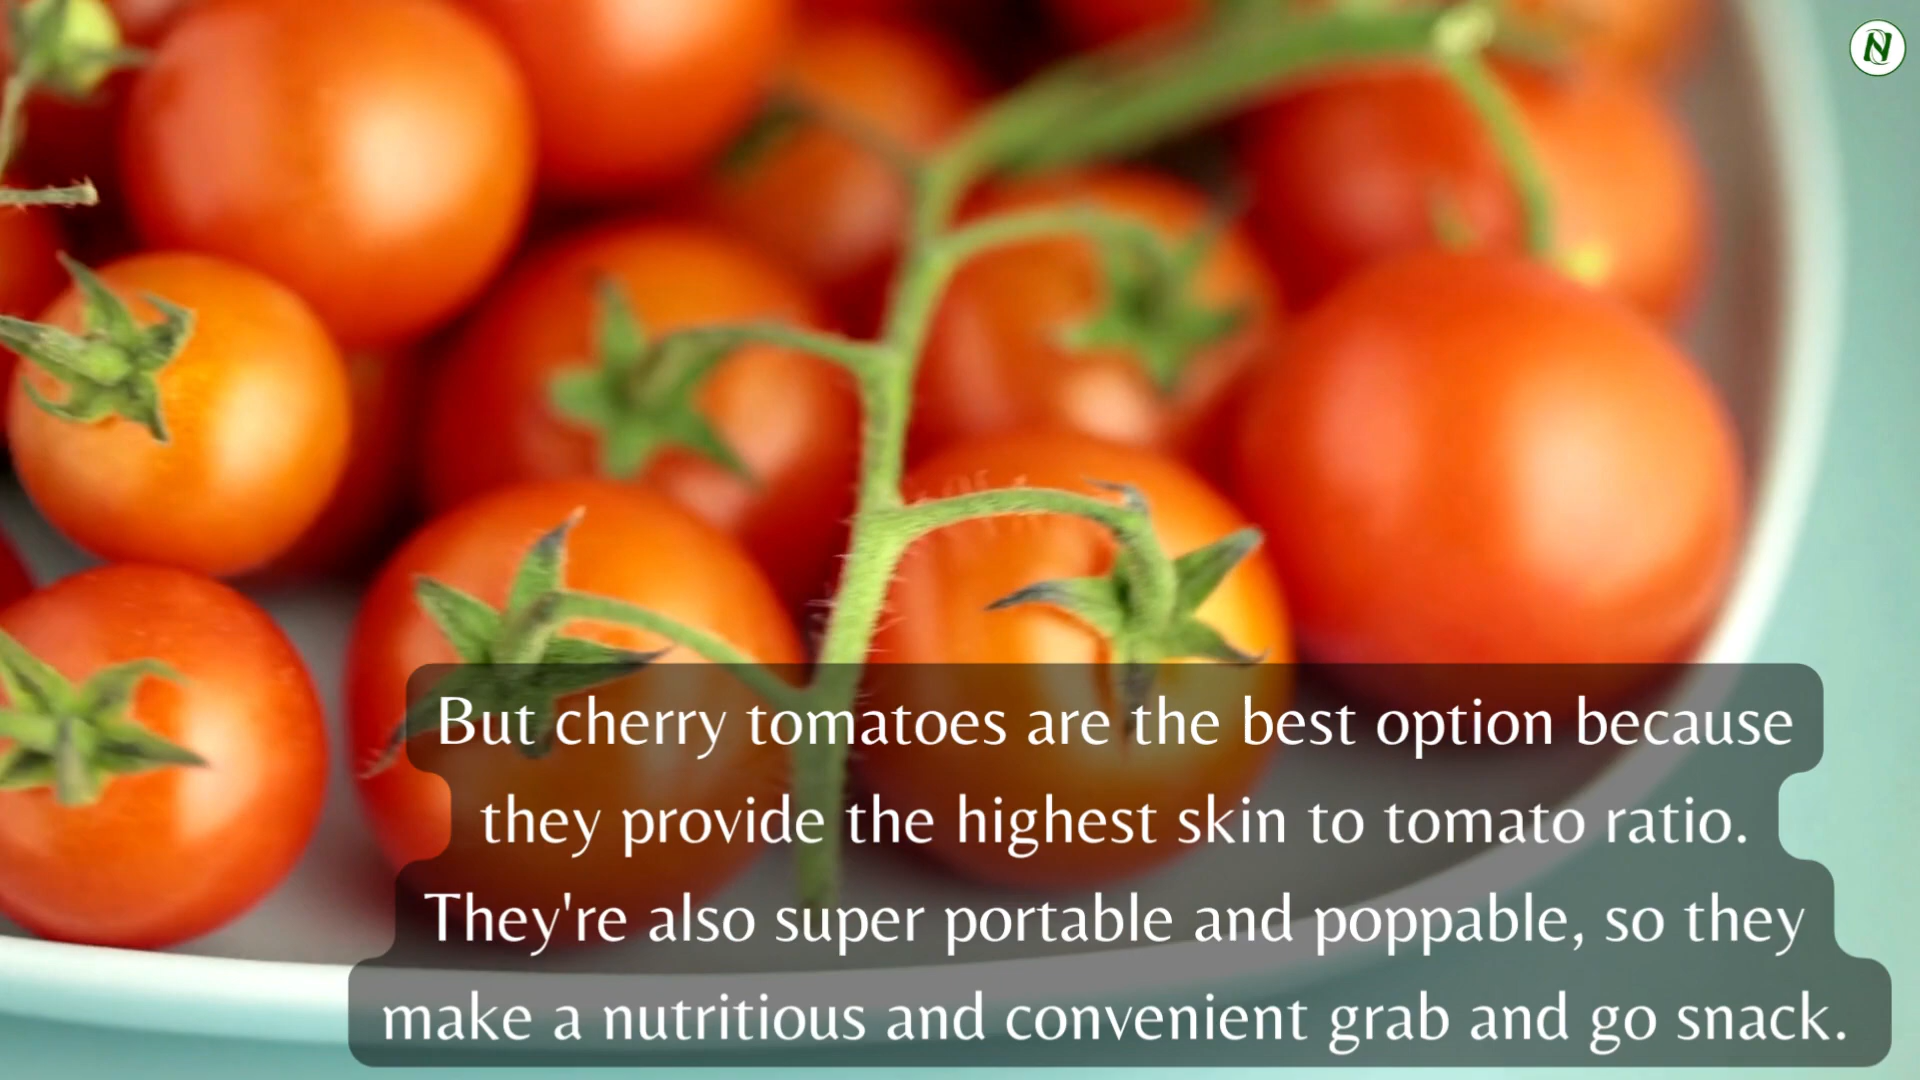 N
But cherry tomatoes are the best option because
they provide the highest skin to tomato ratio.
They're also super portable and poppable, so they
make a nutritious and convenient grab and go snack.